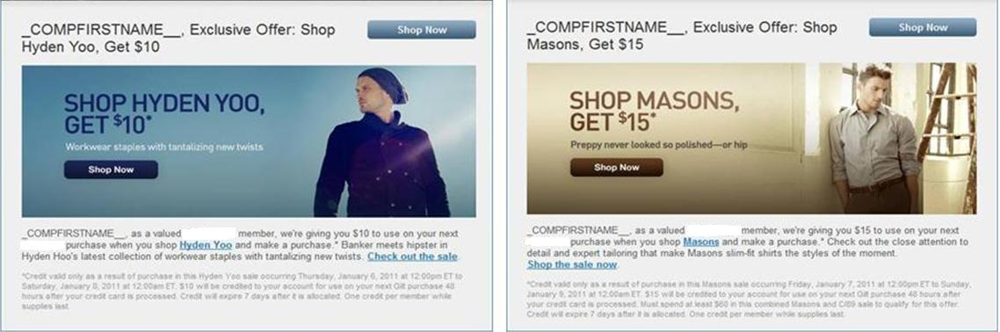 _COMPFIRSTNAME__, Exclusive Offer: Shop
Hyden Yoo, Get $10
Shop Now
SHOP HYDEN YOO,
GET $10*
Workwear staples with tantalizing new twists
Shop Now
_COMPFIRSTNAME__, as a valued member, we're giving you $10 to use on your next
purchase when you shop Hyden Yoo and make a purchase.* Banker meets hipster in
Hyden Hoo's latest collection of workwear staples with tantalizing new twists. Check out the sale.
*Credit valid only as a result of purchase in this Hyden Yoo sale occurring Thursday, January 6, 2011 at 12:00pm ET to
Saturday, January 8, 2011 at 12:00am ET. $10 will be credited to your account for use on your next Gilt purchase 48
hours after your credit card is processed. Credit will expire 7 days after it is allocated. One credit per member while
supplies last.
_COMPFIRSTNAME__, Exclusive Offer: Shop
Masons, Get $15
Shop Now
SHOP MASONS,
GET $15*
Preppy never looked so polished—or hip
Shop Now
_COMPFIRSTNAME__, as a valued member, we're giving you $15 to use on your next
purchase when you shop Masons and make a purchase.* Check out the close attention to
detail and expert tailoring that make Masons slim-fit shirts the styles of the moment.
Shop the sale now.
*Credit valid only as a result of purchase in this Masons sale occurring Friday, January 7, 2011 at 12:00pm ET to Sunday,
January 9, 2011 at 12:00am ET. $15 will be credited to your account for use on your next Gilt purchase 48 hours after
your credit card is processed. Must spend at least $60 in this combined Masons and C/89 sale to qualify for this offer.
Credit will expire 7 days after it is allocated. One credit per member while supplies last.